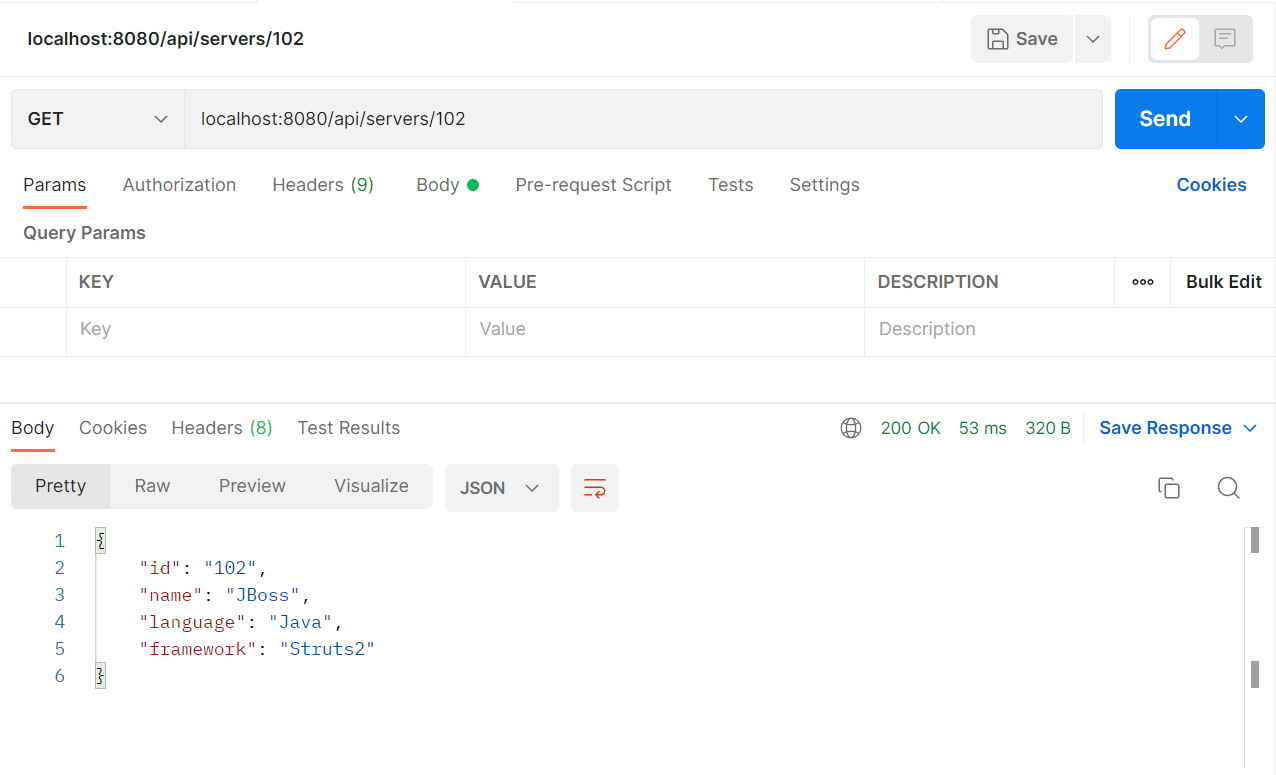 localhost:8080/api/servers/102 Save
GET localhost:8080/api/servers/102 Send
Params Authorization Headers (9) Body Pre-request Script Tests Settings Cookies
Query Params
KEY VALUE DESCRIPTION Bulk Edit
Key Value Description
Body Cookies Headers (8) Test Results 200 OK 53 ms 320 B Save Response
Pretty Raw Preview Visualize JSON
1 {
2 "id": "102",
3 "name": "JBoss",
4 "language": "Java",
5 "framework": "Struts2"
6 }